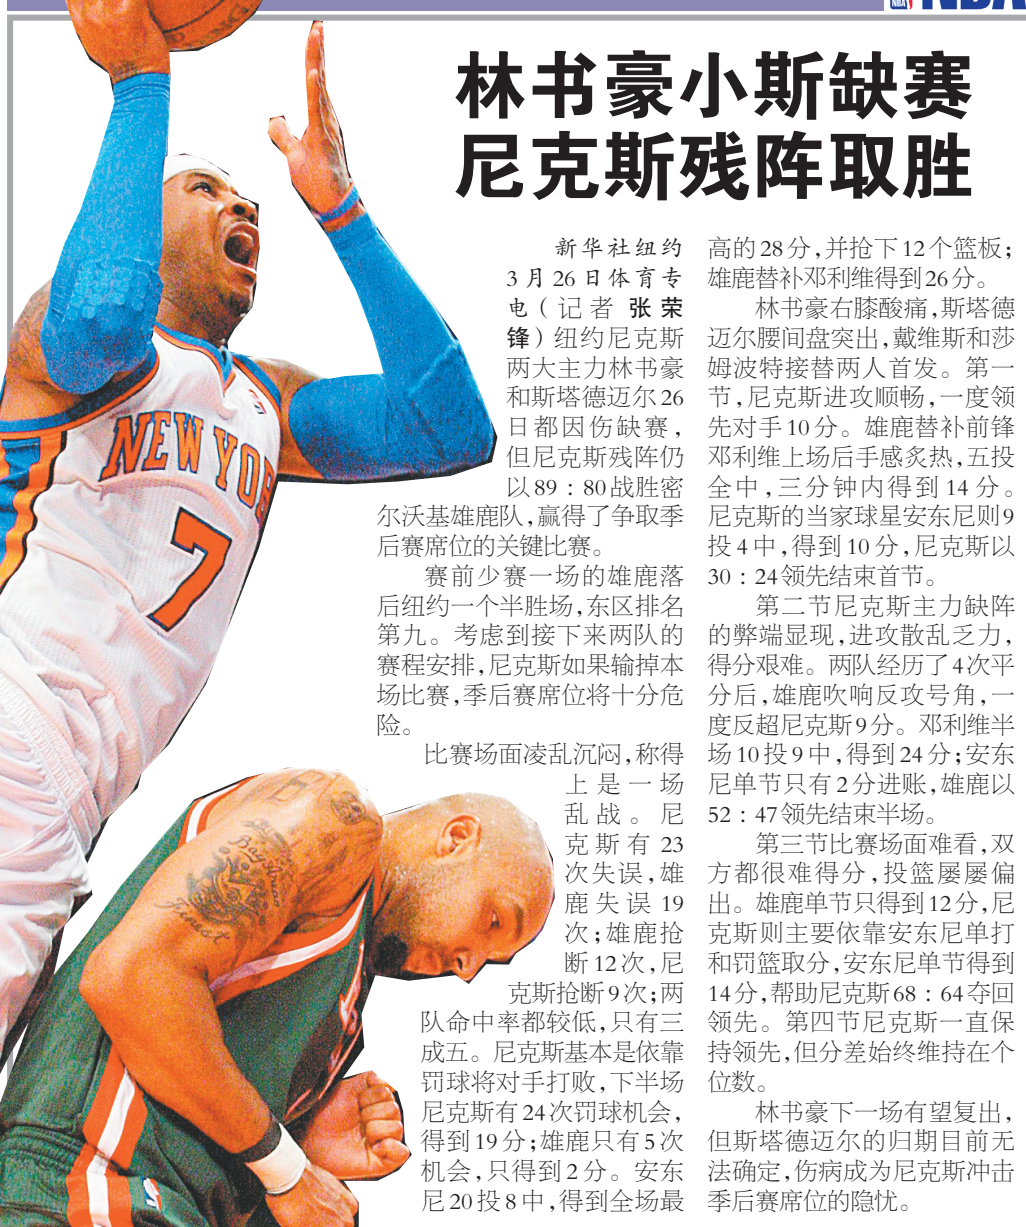 NBA
林书豪小斯缺赛
尼克斯残阵取胜
新华社纽约
3月26日体育专
电（记者 张荣
锋）纽约尼克斯
两大主力林书豪
和斯塔德迈尔26
日都因伤缺赛，
但尼克斯残阵仍
以89：80战胜密
尔沃基雄鹿队，赢得了争取季
后赛席位的关键比赛。
赛前少赛一场的雄鹿落
后纽约一个半胜场，东区排名
第九。考虑到接下来两队的
赛程安排，尼克斯如果输掉本
场比赛，季后赛席位将十分危
险。
比赛场面凌乱沉闷，称得
上是一场
乱战。尼
克斯有23
次失误，雄
鹿失误19
次；雄鹿抢
断12次，尼
克斯抢断9次；两
队命中率都较低，只有三
成五。尼克斯基本是依靠
罚球将对手打败，下半场
尼克斯有24次罚球机会，
得到19分；雄鹿只有5次
机会，只得到2分。安东
尼20投8中，得到全场最
高的28分，并抢下12个篮板；
雄鹿替补邓利维得到26分。
林书豪右膝酸痛，斯塔德
迈尔腰间盘突出，戴维斯和莎
姆波特接替两人首发。第一
节，尼克斯进攻顺畅，一度领
先对手10分。雄鹿替补前锋
邓利维上场后手感炙热，五投
全中，三分钟内得到14分。
尼克斯的当家球星安东尼则9
投4中，得到10分，尼克斯以
30：24领先结束首节。
第二节尼克斯主力缺阵
的弊端显现，进攻散乱乏力，
得分艰难。两队经历了4次平
分后，雄鹿吹响反攻号角，一
度反超尼克斯9分。邓利维半
场10投9中，得到24分；安东
尼单节只有2分进账，雄鹿以
52：47领先结束半场。
第三节比赛场面难看，双
方都很难得分，投篮屡屡偏
出。雄鹿单节只得到12分，尼
克斯则主要依靠安东尼单打
和罚篮取分，安东尼单节得到
14分，帮助尼克斯68：64夺回
领先。第四节尼克斯一直保
持领先，但分差始终维持在个
位数。
林书豪下一场有望复出，
但斯塔德迈尔的归期目前无
法确定，伤病成为尼克斯冲击
季后赛席位的隐忧。
NEW YOR
7
7